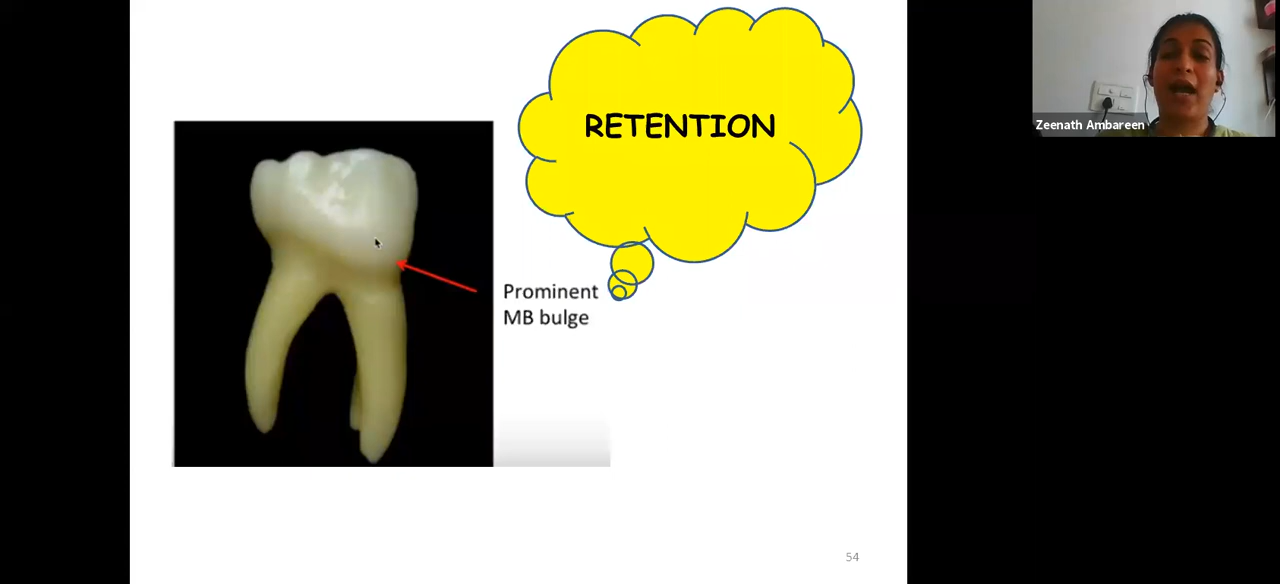 RETENTION
Zeenath Ambareen
Prominent
MB bulge
54